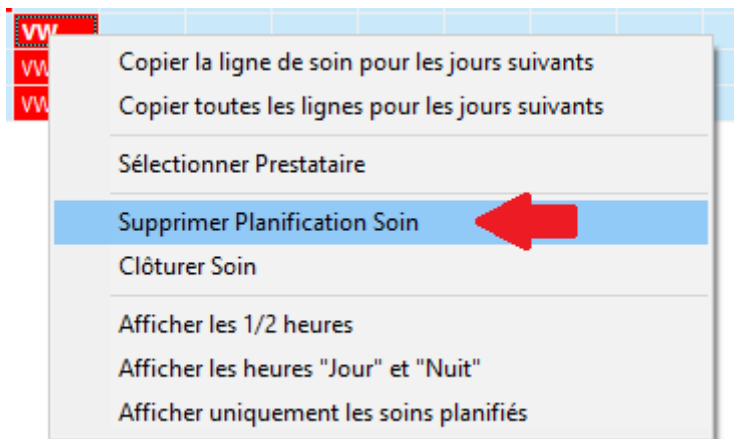 VW
Copier la ligne de soin pour les jours suivants
VW
Copier toutes les lignes pour les jours suivants
VW
Sélectionner Prestataire
Supprimer Planification Soin
Clôturer Soin
Afficher les 1/2 heures
Afficher les heures "Jour" et "Nuit"
Afficher uniquement les soins planifiés